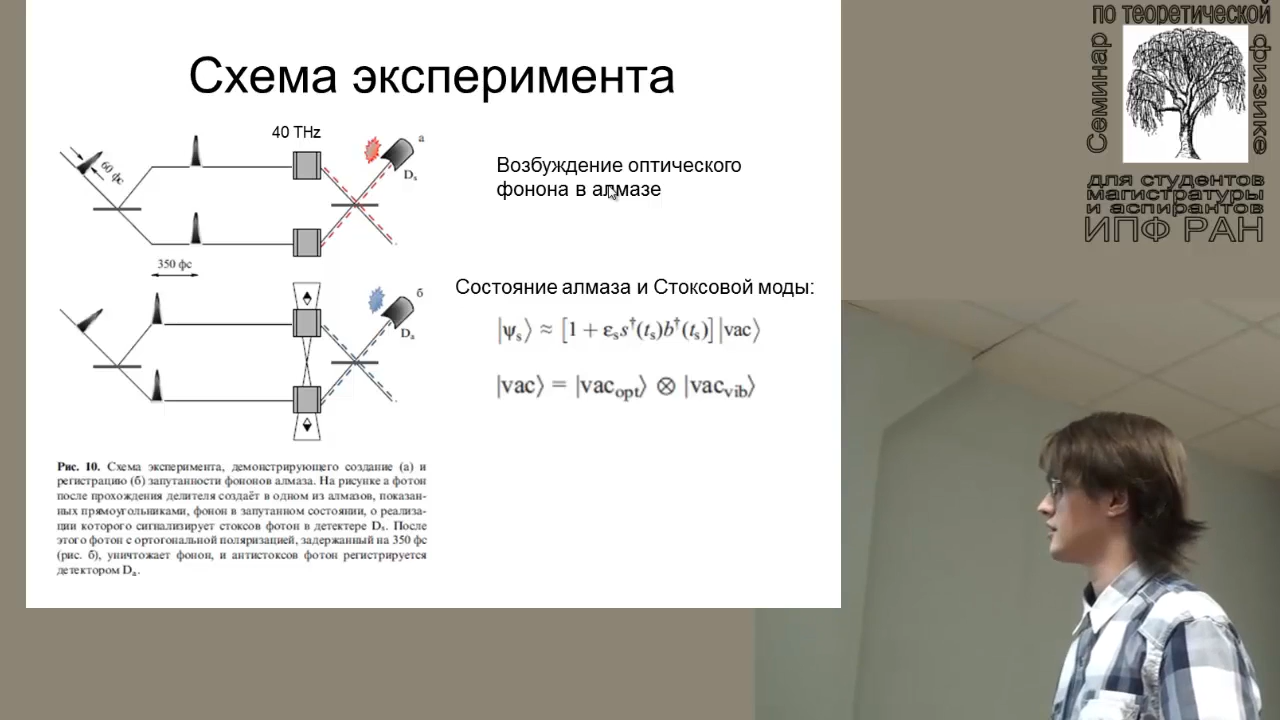 Схема эксперимента
40 THz
60 фс
а
Ds
350 фс
б
Dа
Возбуждение оптического
фонона в алмазе
Состояние алмаза и Стоксовой моды:
|ψs⟩ ≈ [1 + εs s†(ts)b†(ts)]|vac⟩
|vac⟩ = |vacopt⟩ ⊗ |vacvib⟩
Рис. 10. Схема эксперимента, демонстрирующего создание (а) и
регистрацию (б) запутанности фононов алмаза. На рисунке а фотон
после прохождения делителя создаёт в одном из алмазов, показан-
ных прямоугольниками, фонон в запутанном состоянии, о реализа-
ции которого сигнализирует стоксов фотон в детектере Ds. После
этого фотон с ортогональной поляризацией, задержанный на 350 фс
(рис. б), уничтожает фонон, и антистоксов фотон регистрируется
детектором Dа.
Семинар
по теоретической
физике
для студентов
магистратуры
и аспирантов
ИПФ РАН